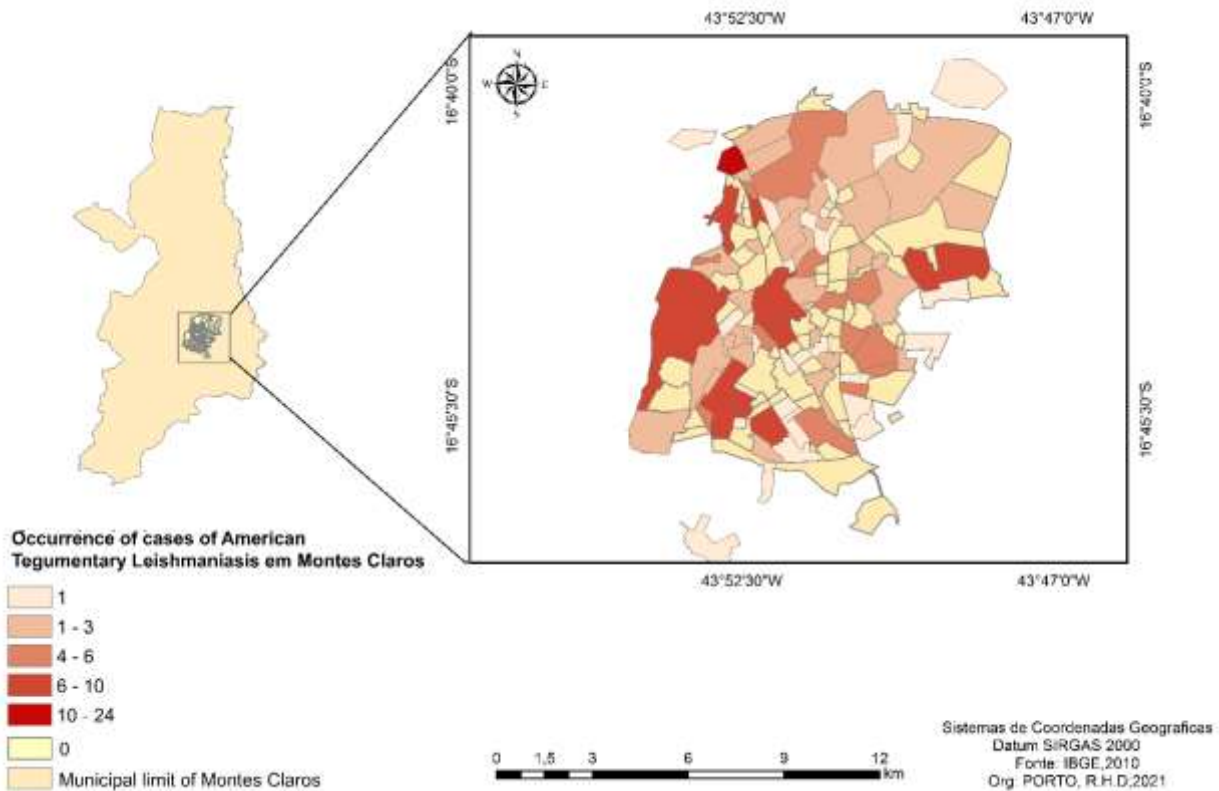 43°52'30"W 43°47'0"W
N
W E
S
16°40'0"S 16°40'0"S
16°45'30"S 16°45'30"S
43°52'30"W 43°47'0"W
Occurrence of cases of American
Tegumentary Leishmaniasis em Montes Claros
1
1 - 3
4 - 6
6 - 10
10 - 24
0
Municipal limit of Montes Claros
0 1,5 3 6 9 12
km
Sistemas de Coordenadas Geograficas
Datum SIRGAS 2000
Fonte: IBGE,2010
Org: PORTO, R.H.D,2021